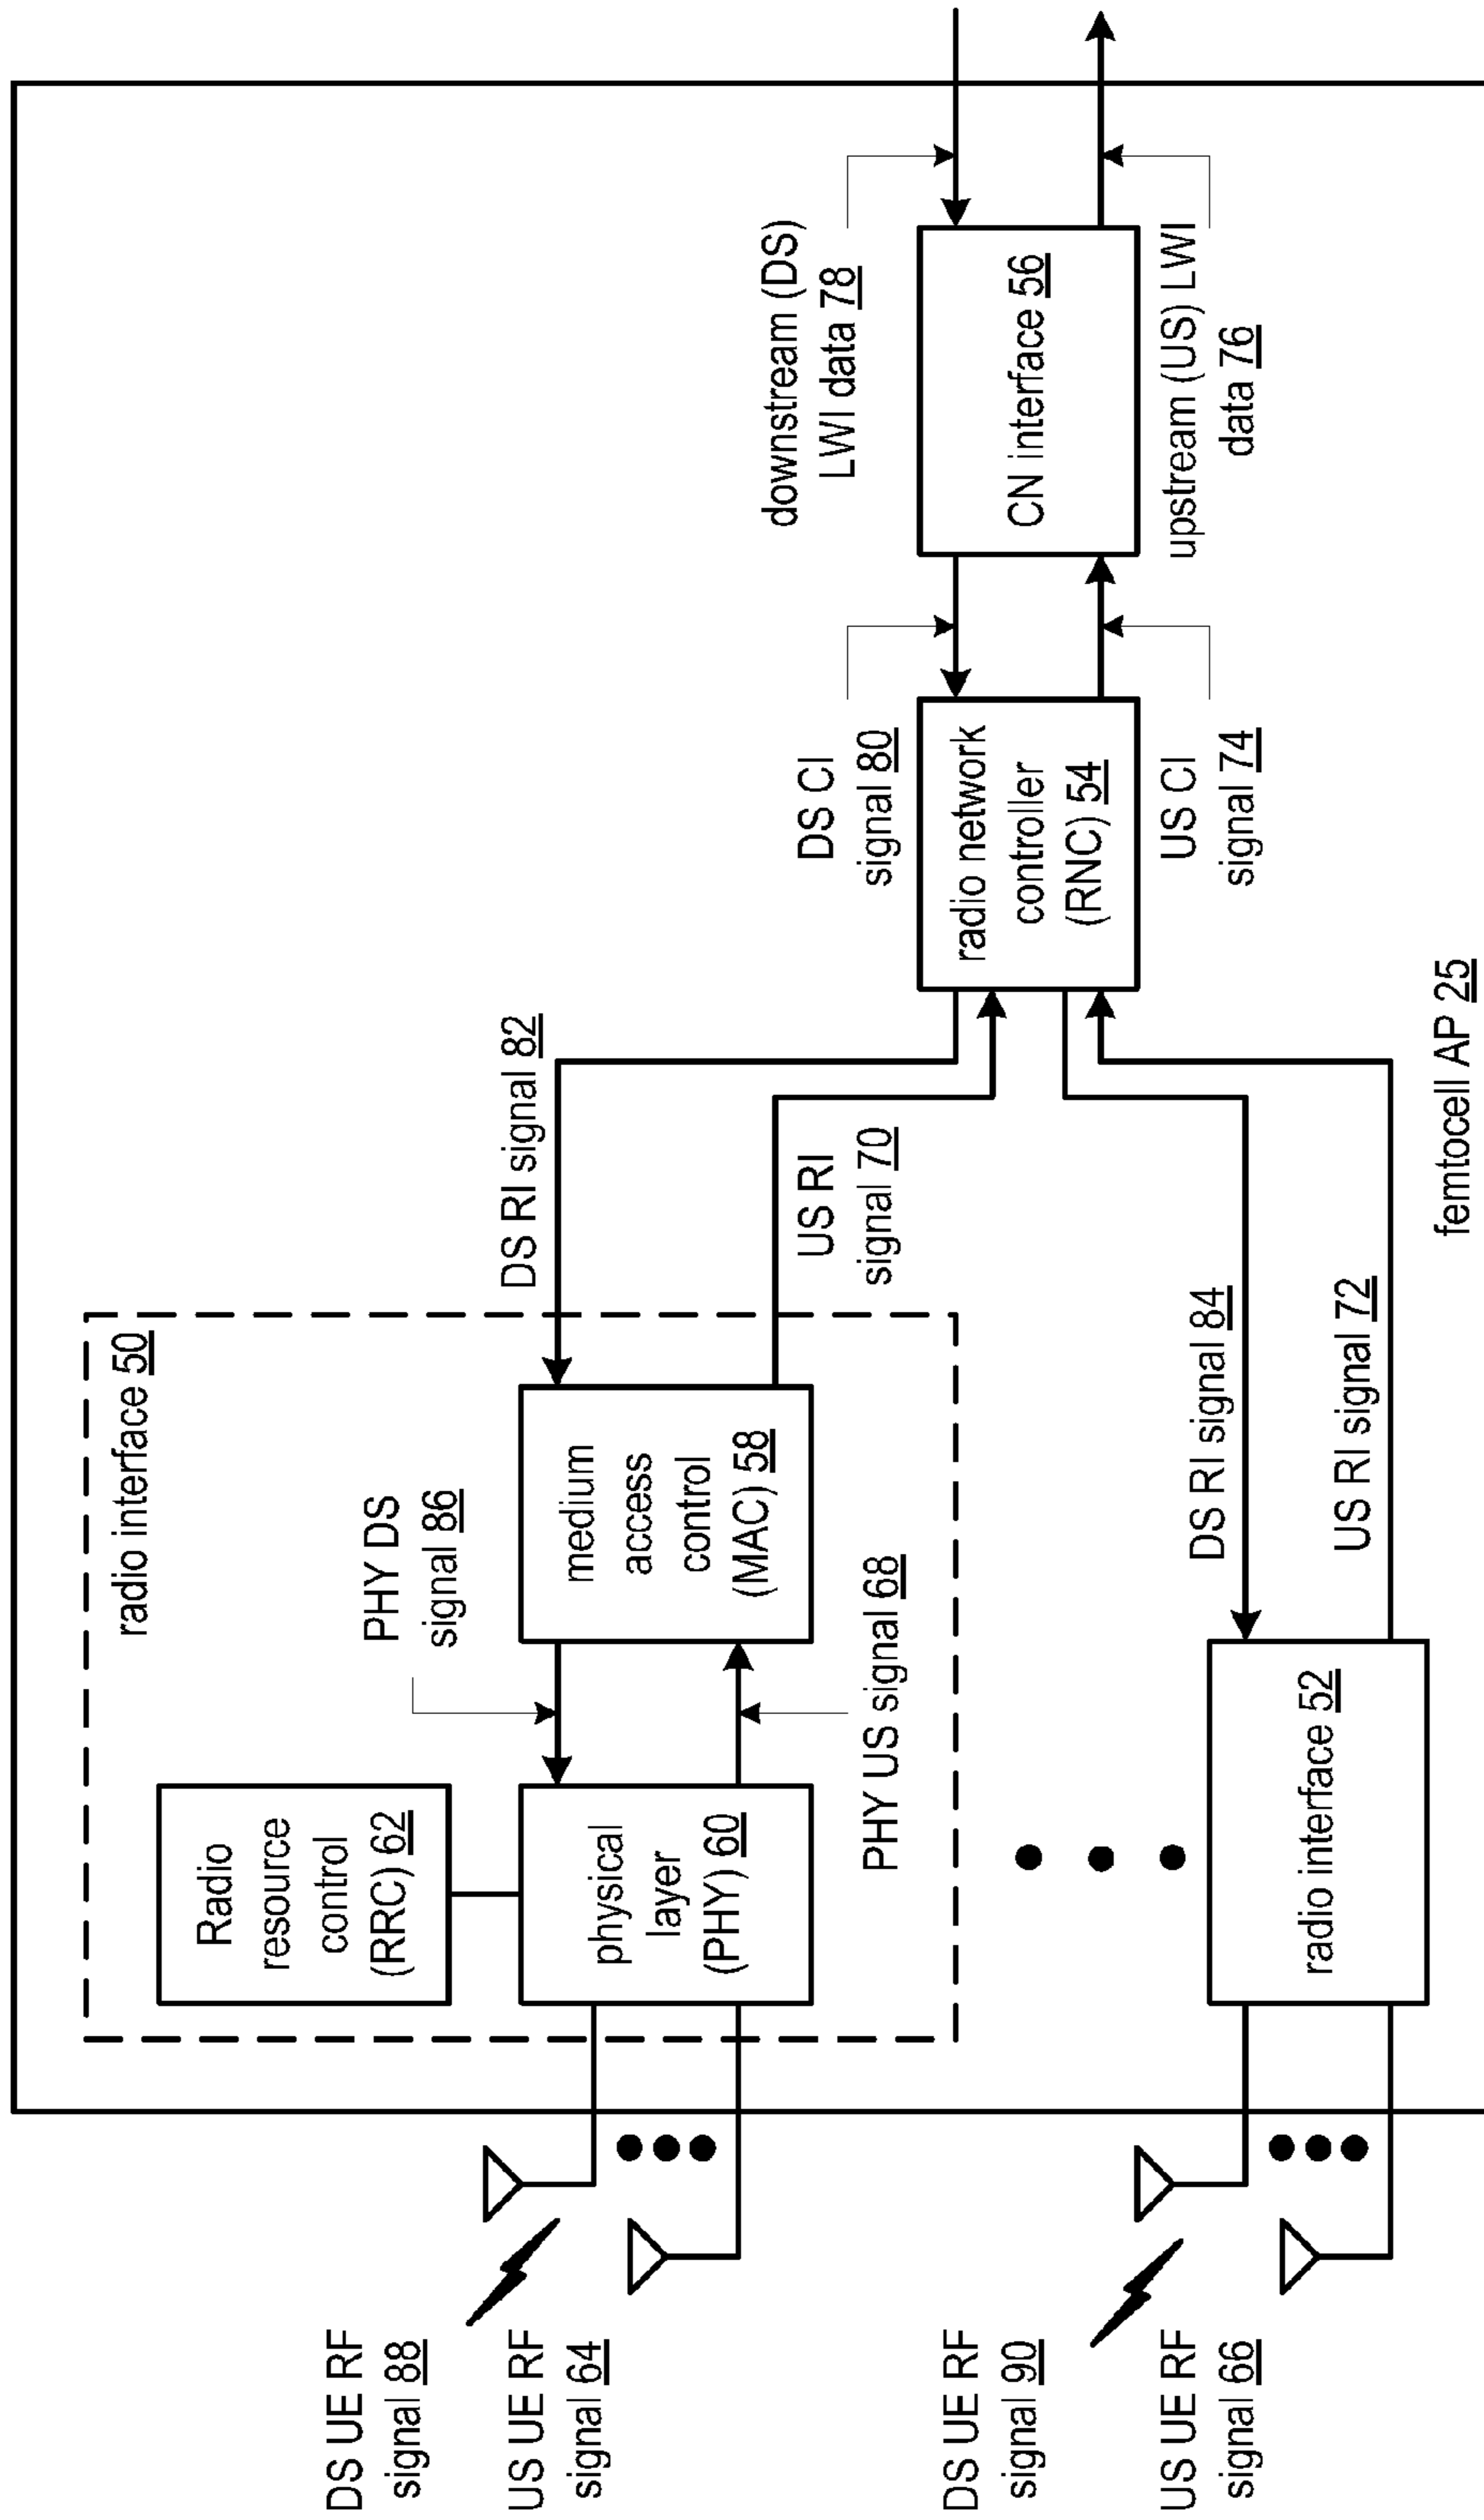 radio interface 50
Radio
resource
control
(RRC) 62
PHY DS
signal 86
DS RI signal 82
physical
layer
(PHY) 60
medium
access
control
(MAC) 58
PHY US signal 68
US RI
signal 70
DS UE RF
signal 88
US UE RF
signal 64
DS CI
signal 80
downstream (DS)
LWI data 78
radio network
controller
(RNC) 54
CN interface 56
US CI
signal 74
upstream (US) LWI
data 76
DS UE RF
signal 90
US UE RF
signal 66
radio interface 52
DS RI signal 84
US RI signal 72
femtocell AP 25